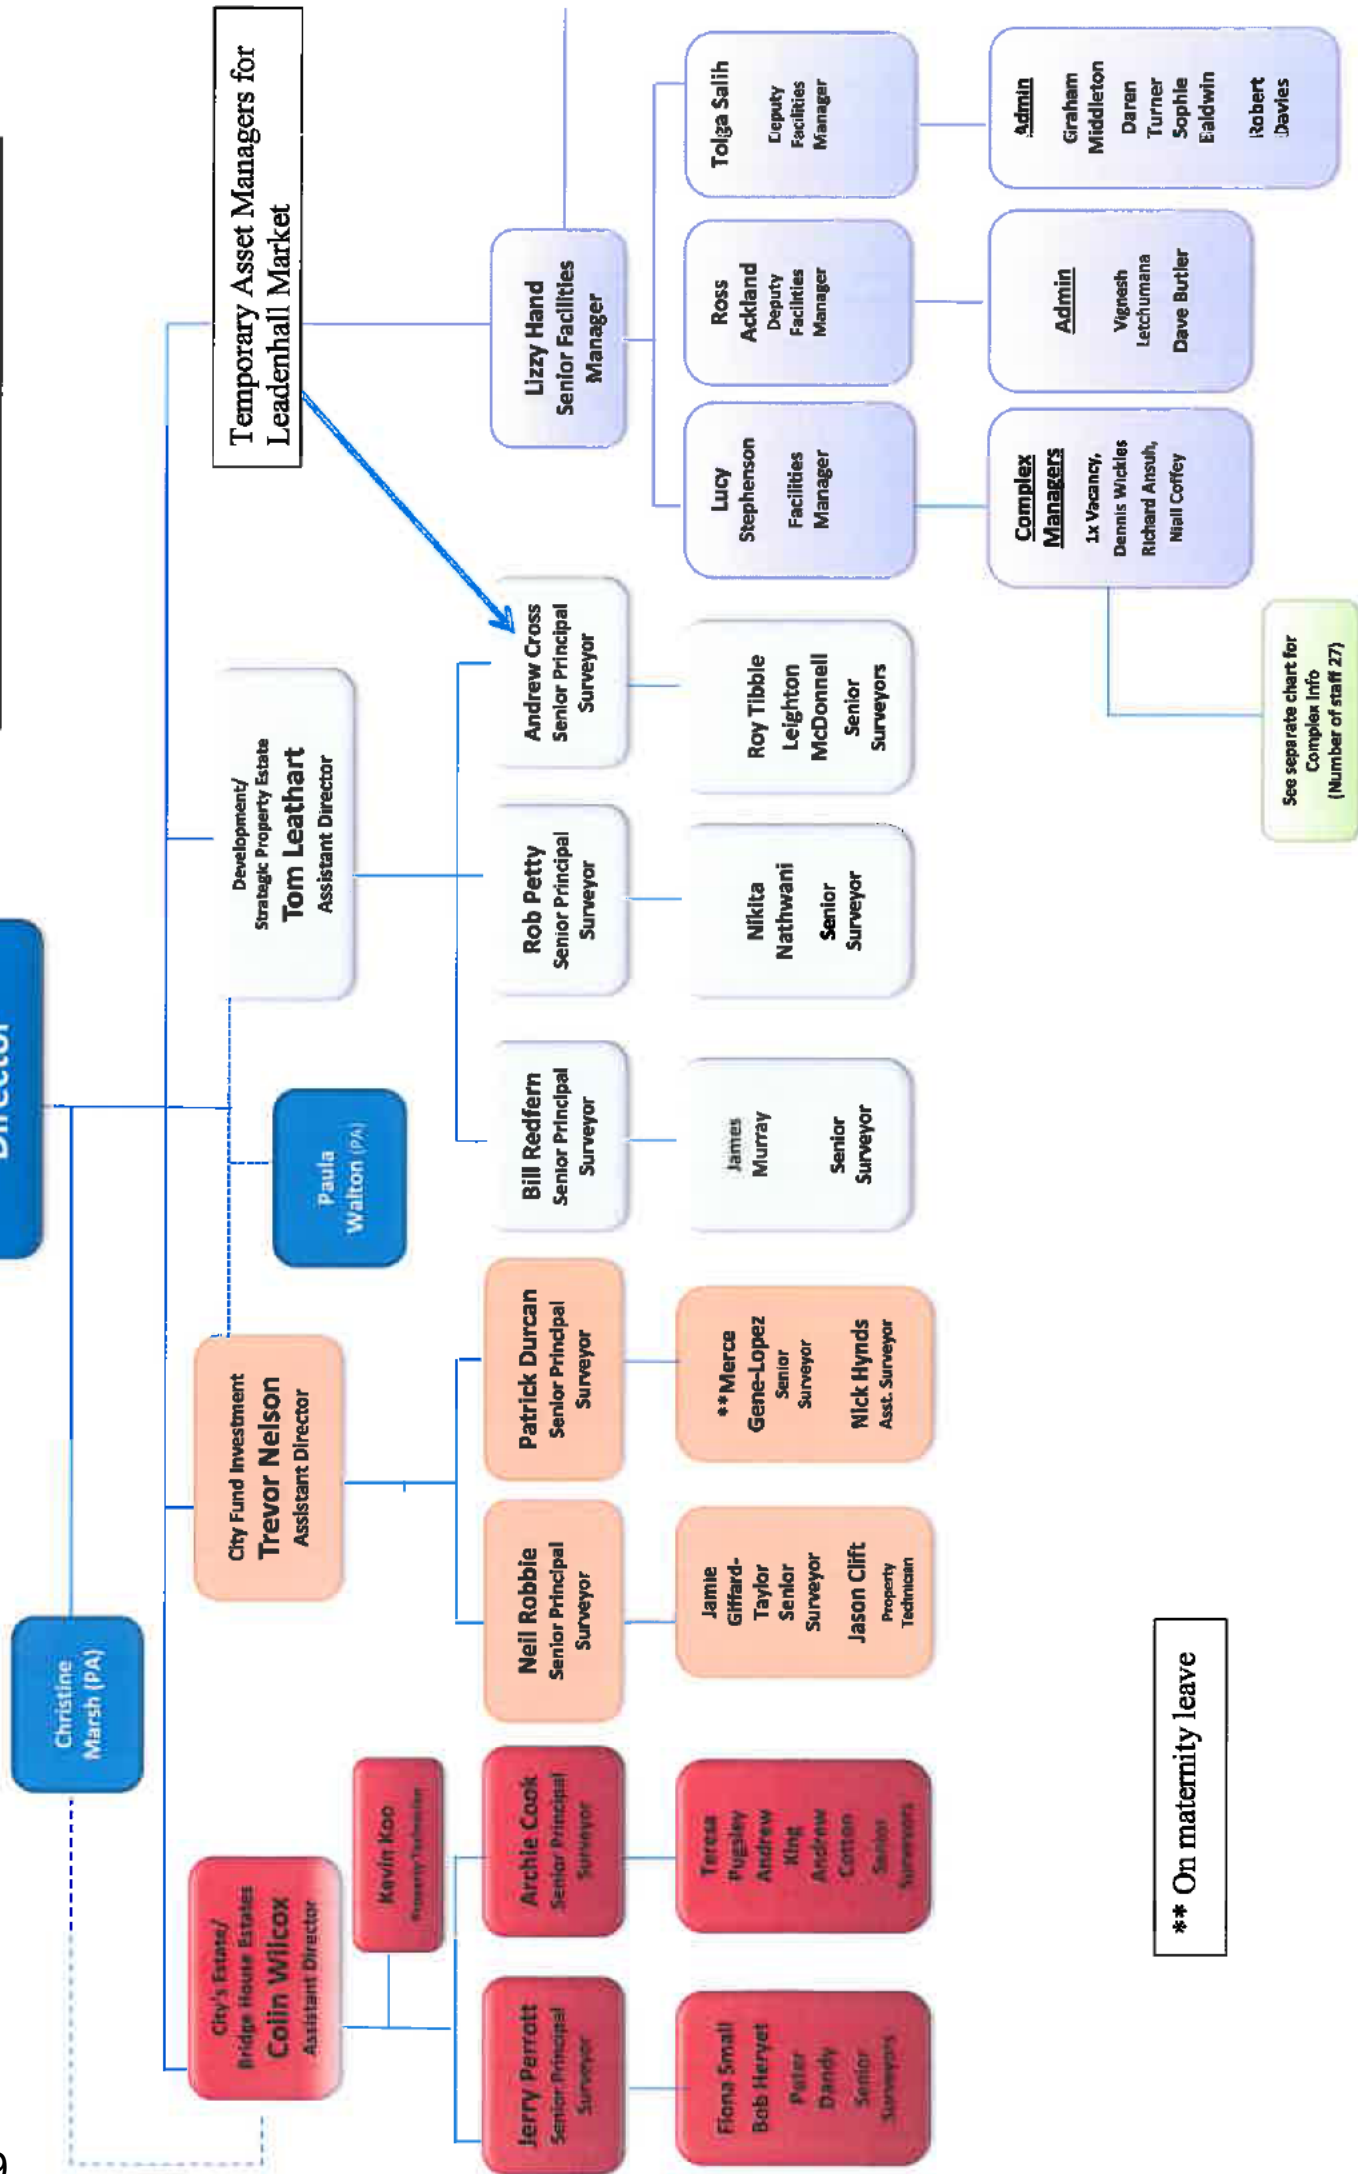 Director
Christine
Marsh (PA)
City's Estate/
Bridge House Estates
Colin Wilcox
Assistant Director
City Fund Investment
Trevor Nelson
Assistant Director
Development/
Strategic Property Estate
Tom Leathart
Assistant Director
Temporary Asset Managers for
Leadenhall Market
Paula
Walton (PA)
Kevin Koo
Property Technician
Jerry Perrott
Senior Principal
Surveyor
Archie Cook
Senior Principal
Surveyor
Neil Robbie
Senior Principal
Surveyor
Patrick Durcan
Senior Principal
Surveyor
Bill Redfern
Senior Principal
Surveyor
Rob Petty
Senior Principal
Surveyor
Andrew Cross
Senior Principal
Surveyor
Lizzy Hand
Senior Facilities
Manager
Fiona Small
Bob Hervyet
Peter
Dandy
Senior
Surveyors
Teresa
Pugsley
Andrew
King
Andrew
Cotton
Senior
Surveyors
Jamie
Giffard-
Taylor
Senior
Surveyor
Jason Clift
Property
Technician
**Merce
Gene-Lopez
Senior
Surveyor
Nick Hynds
Asst. Surveyor
James
Murray
Senior
Surveyor
Nikita
Nathwani
Senior
Surveyor
Roy Tibble
Leighton
McDonnell
Senior
Surveyors
Lucy
Stephenson
Facilities
Manager
Ross
Ackland
Deputy
Facilities
Manager
Tolga Salih
Deputy
Facilities
Manager
Complex
Managers
1x Vacancy,
Dennis Wickles
Richard Ansuh,
Niall Coffey
Admin
Vignesh
Letchumana
Dave Butler
Admin
Graham
Middleton
Daren
Turner
Sophie
Baldwin
Robert
Davies
See separate chart for
Complex Info
(Number of staff 27)
** On maternity leave
9